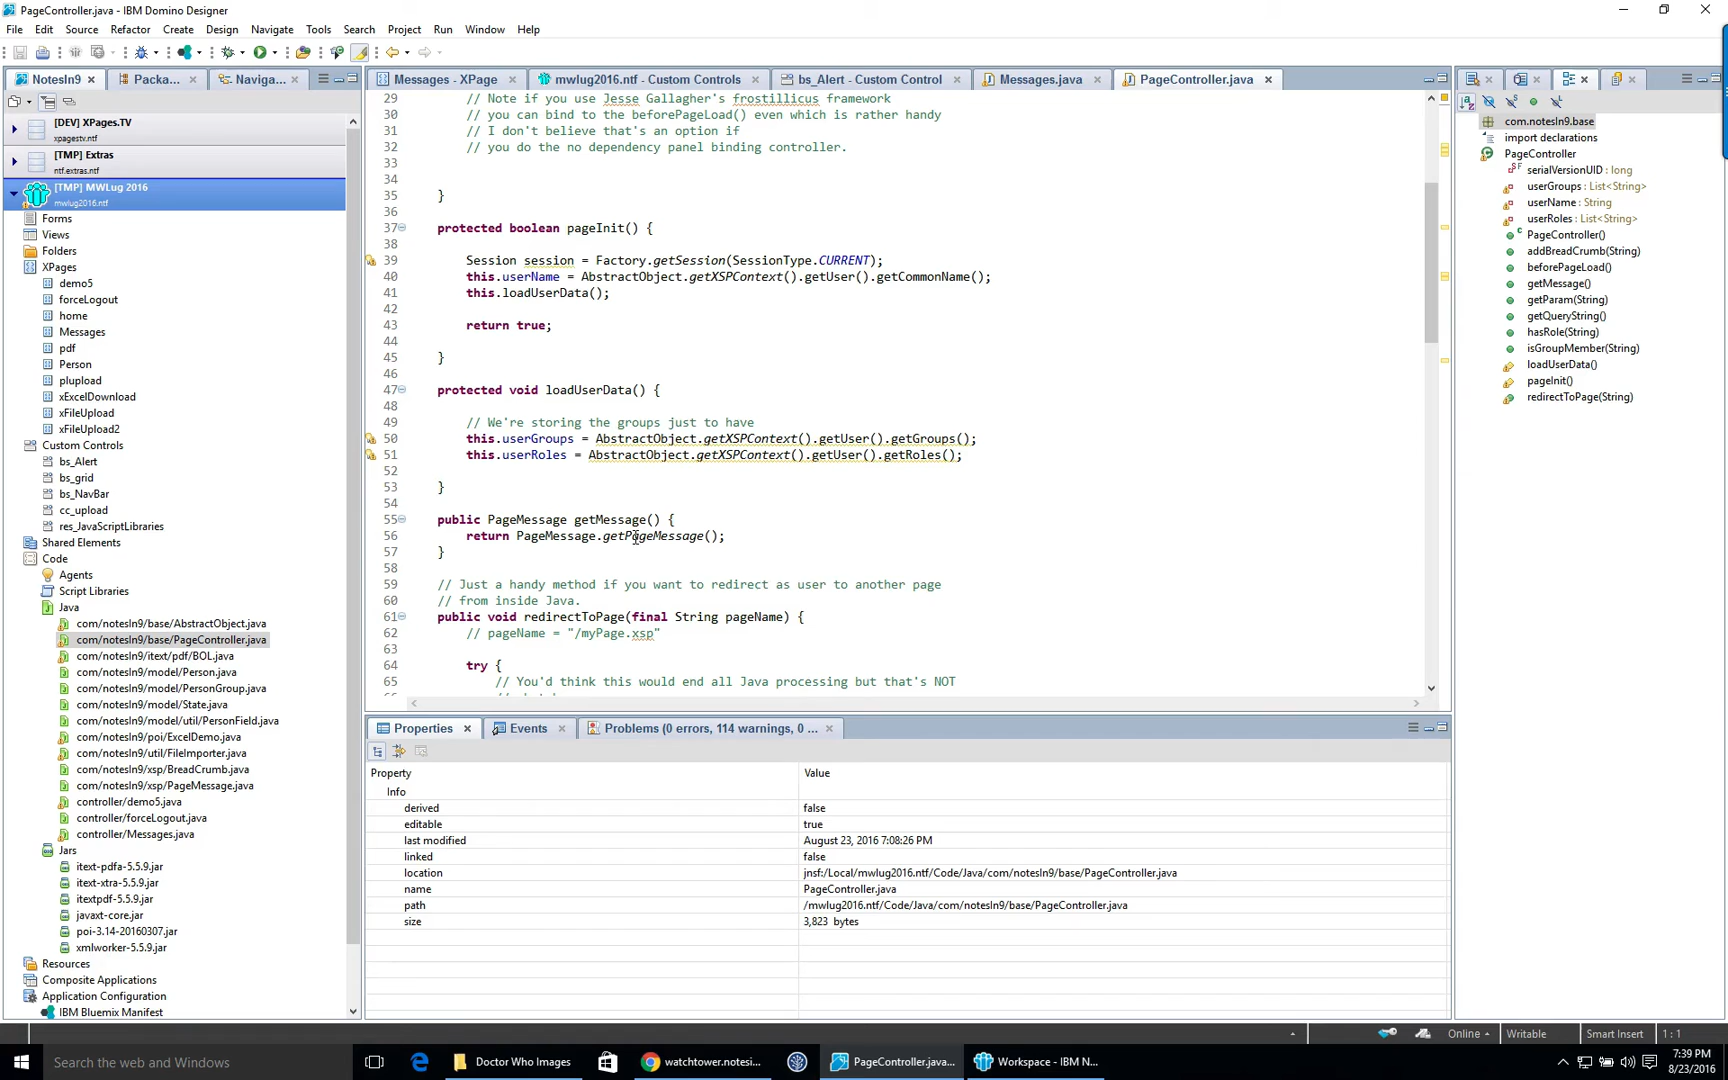 PageController.java - IBM Domino Designer
File Edit Source Refactor Create Design Navigate Tools Search Project Run Window Help
NotesIn9 Packa... Naviga...
Messages - XPage mwlug2016.ntf - Custom Controls bs_Alert - Custom Control Messages.java PageController.java
[DEV] XPages.TV
xpagestv.ntf
[TMP] Extras
ntf.extras.ntf
[TMP] MWLug 2016
mwlug2016.ntf
Forms
Views
Folders
XPages
demo5
forceLogout
home
Messages
pdf
Person
plupload
xExcelDownload
xFileUpload
xFileUpload2
Custom Controls
bs_Alert
bs_grid
bs_NavBar
cc_upload
res_JavaScriptLibraries
Shared Elements
Code
Agents
Script Libraries
Java
com/notesIn9/base/AbstractObject.java
com/notesIn9/base/PageController.java
com/notesIn9/itext/pdf/BOL.java
com/notesIn9/model/Person.java
com/notesIn9/model/PersonGroup.java
com/notesIn9/model/State.java
com/notesIn9/model/util/PersonField.java
com/notesIn9/poi/ExcelDemo.java
com/notesIn9/util/FileImporter.java
com/notesIn9/xsp/BreadCrumb.java
com/notesIn9/xsp/PageMessage.java
controller/demo5.java
controller/forceLogout.java
controller/Messages.java
Jars
itext-pdfa-5.5.9.jar
itext-xtra-5.5.9.jar
itextpdf-5.5.9.jar
javaxt-core.jar
poi-3.14-20160307.jar
xmlworker-5.5.9.jar
Resources
Composite Applications
Application Configuration
IBM Bluemix Manifest
29 // Note if you use Jesse Gallagher's frostillicus framework
30 // you can bind to the beforePageLoad() even which is rather handy
31 // I don't believe that's an option if
32 // you do the no dependency panel binding controller.
33
34
35 }
36
37 protected boolean pageInit() {
38
39 Session session = Factory.getSession(SessionType.CURRENT);
40 this.userName = AbstractObject.getXSPContext().getUser().getCommonName();
41 this.loadUserData();
42
43 return true;
44
45 }
46
47 protected void loadUserData() {
48
49 // We're storing the groups just to have
50 this.userGroups = AbstractObject.getXSPContext().getUser().getGroups();
51 this.userRoles = AbstractObject.getXSPContext().getUser().getRoles();
52
53 }
54
55 public PageMessage getMessage() {
56 return PageMessage.getPageMessage();
57 }
58
59 // Just a handy method if you want to redirect as user to another page
60 // from inside Java.
61 public void redirectToPage(final String pageName) {
62 // pageName = "/myPage.xsp"
63
64 try {
65 // You'd think this would end all Java processing but that's NOT
com.notesIn9.base
import declarations
PageController
serialVersionUID : long
userGroups : List<String>
userName : String
userRoles : List<String>
PageController()
addBreadCrumb(String)
beforePageLoad()
getMessage()
getParam(String)
getQueryString()
hasRole(String)
isGroupMember(String)
loadUserData()
pageInit()
redirectToPage(String)
Properties Events Problems (0 errors, 114 warnings, 0 ...
Property Value
Info
derived false
editable true
last modified August 23, 2016 7:08:26 PM
linked false
location jnsf:/Local/mwlug2016.ntf/Code/Java/com/notesIn9/base/PageController.java
name PageController.java
path /mwlug2016.ntf/Code/Java/com/notesIn9/base/PageController.java
size 3,823 bytes
Online Writable Smart Insert 1 : 1
Search the web and Windows Doctor Who Images watchtower.notesi... PageController.java... Workspace - IBM N... 7:39 PM
8/23/2016